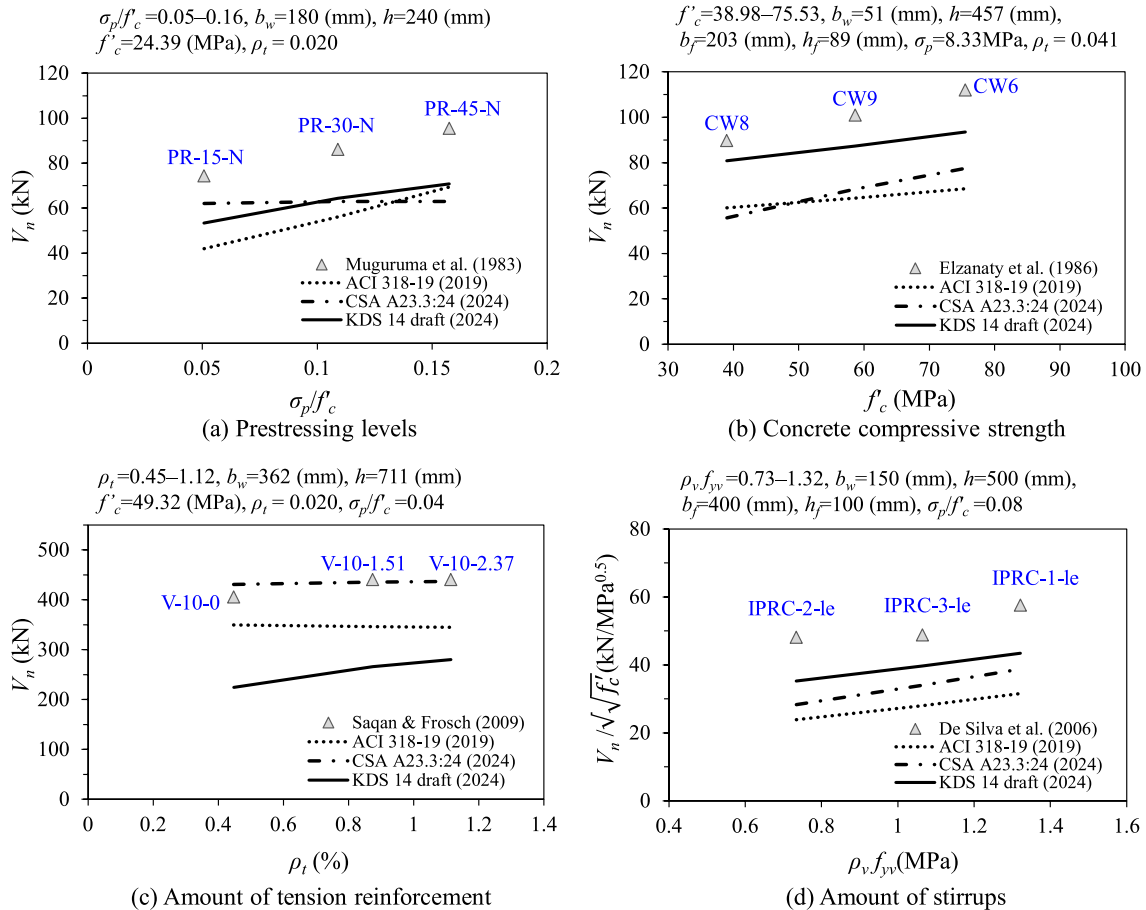 σp/f'c=0.05–0.16, bw=180 (mm), h=240 (mm)
f'c=24.39 (MPa), ρt = 0.020
120
100
80
60
40
20
0
Vn (kN)
PR-15-N
PR-30-N
PR-45-N
Muguruma et al. (1983)
ACI 318-19 (2019)
CSA A23.3:24 (2024)
KDS 14 draft (2024)
0 0.05 0.1 0.15 0.2
σp/f'c
(a) Prestressing levels
f'c=38.98–75.53, bw=51 (mm), h=457 (mm),
bf=203 (mm), hf=89 (mm), σp=8.33MPa, ρt = 0.041
120
100
80
60
40
20
0
Vn (kN)
CW8
CW9
CW6
Elzanaty et al. (1986)
ACI 318-19 (2019)
CSA A23.3:24 (2024)
KDS 14 draft (2024)
30 40 50 60 70 80 90 100
f'c (MPa)
(b) Concrete compressive strength
ρt=0.45–1.12, bw=362 (mm), h=711 (mm)
f'c=49.32 (MPa), ρt = 0.020, σp/f'c =0.04
500
400
300
200
100
0
Vn (kN)
V-10-0
V-10-1.51
V-10-2.37
Saqan & Frosch (2009)
ACI 318-19 (2019)
CSA A23.3:24 (2024)
KDS 14 draft (2024)
0 0.2 0.4 0.6 0.8 1 1.2 1.4
ρt (%)
(c) Amount of tension reinforcement
ρv fyv=0.73–1.32, bw=150 (mm), h=500 (mm),
bf=400 (mm), hf=100 (mm), σp/f'c =0.08
80
60
40
20
0
Vn /√√f'c (kN/MPa0.5)
IPRC-2-le
IPRC-3-le
IPRC-1-le
De Silva et al. (2006)
ACI 318-19 (2019)
CSA A23.3:24 (2024)
KDS 14 draft (2024)
0.4 0.6 0.8 1 1.2 1.4 1.6
ρv fyv(MPa)
(d) Amount of stirrups